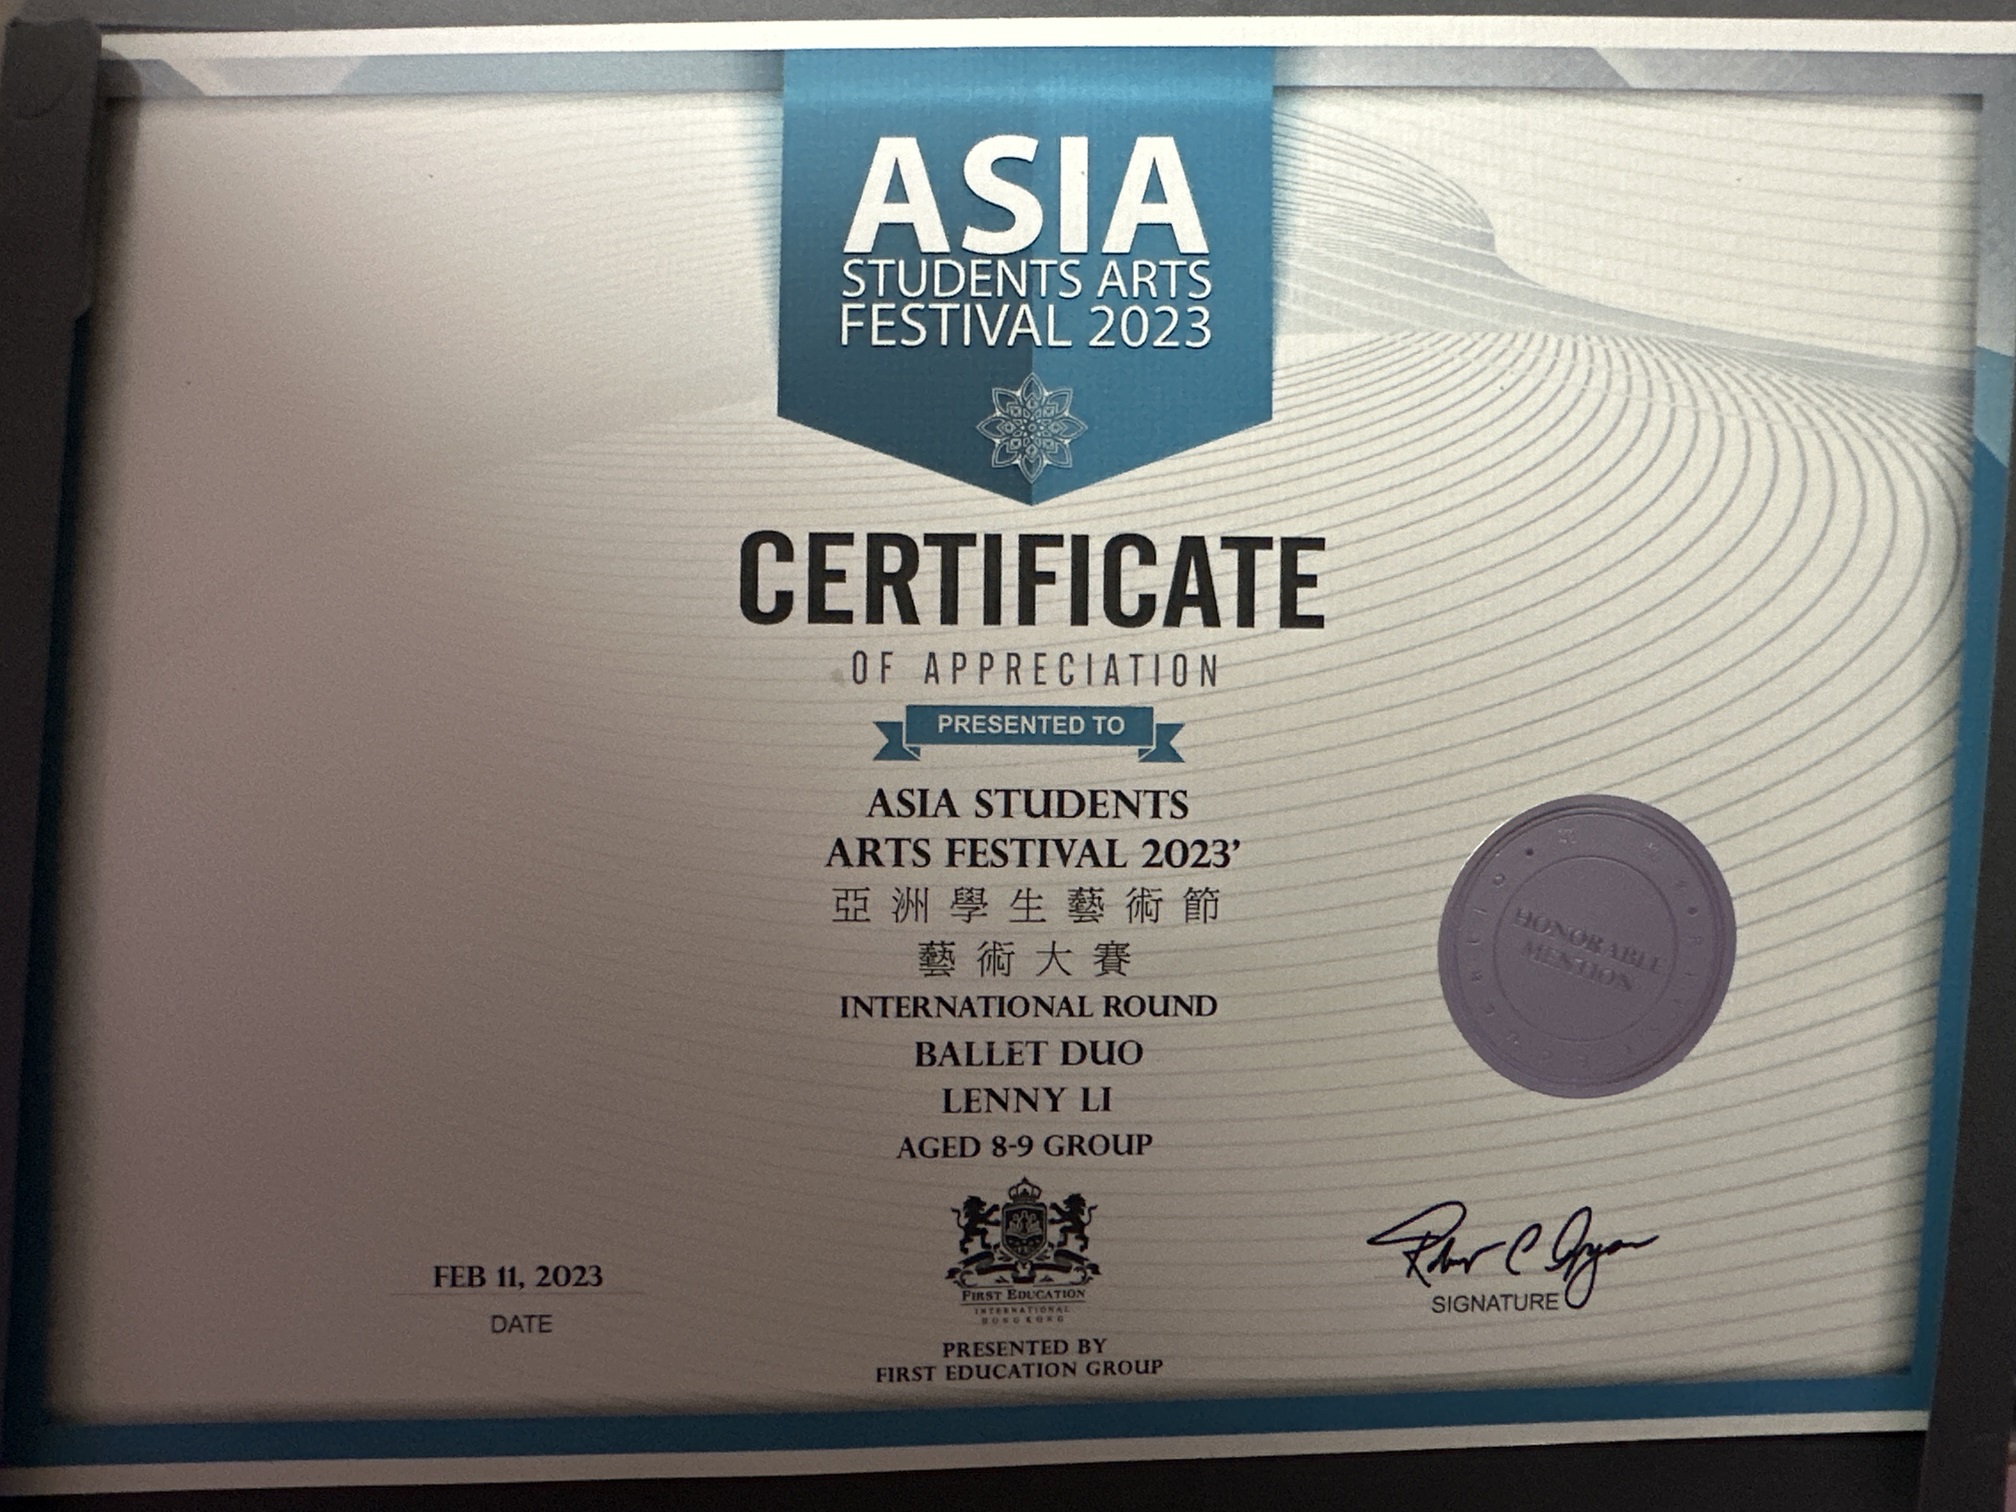 ASIA
STUDENTS ARTS
FESTIVAL 2023
CERTIFICATE
OF APPRECIATION
PRESENTED TO
ASIA STUDENTS
ARTS FESTIVAL 2023’
亞洲學生藝術節
藝術大賽
INTERNATIONAL ROUND
BALLET DUO
LENNY LI
AGED 8-9 GROUP
HONORABLE
MENTION
FEB 11, 2023
DATE
FIRST EDUCATION
INTERNATIONAL
HONG KONG
PRESENTED BY
FIRST EDUCATION GROUP
SIGNATURE